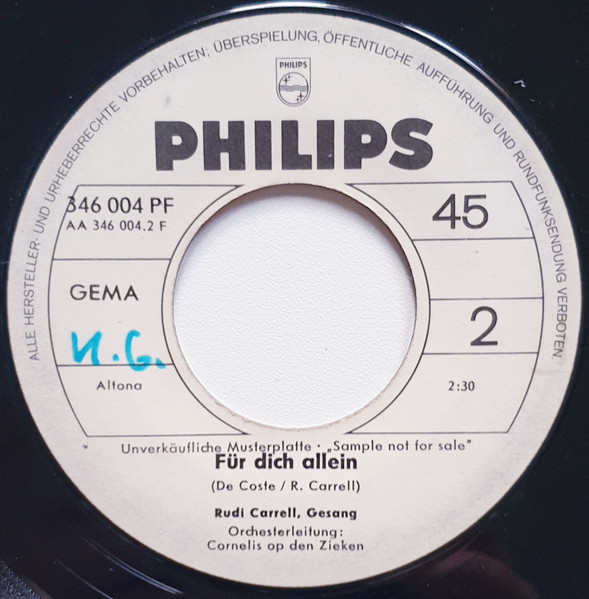 ALLE HERSTELLER- UND URHEBERRECHTE VORBEHALTEN; ÜBERSPIELUNG, ÖFFENTLICHE AUFFÜHRUNG UND RUNDFUNKSENDUNG VERBOTEN.
PHILIPS
PHILIPS
346 004 PF
AA 346 004.2 F
45
GEMA
2
N.G.
Altona
2:30
Unverkäufliche Musterplatte · „Sample not for sale"
Für dich allein
(De Coste / R. Carrell)
Rudi Carrell, Gesang
Orchesterleitung:
Cornelis op den Zieken